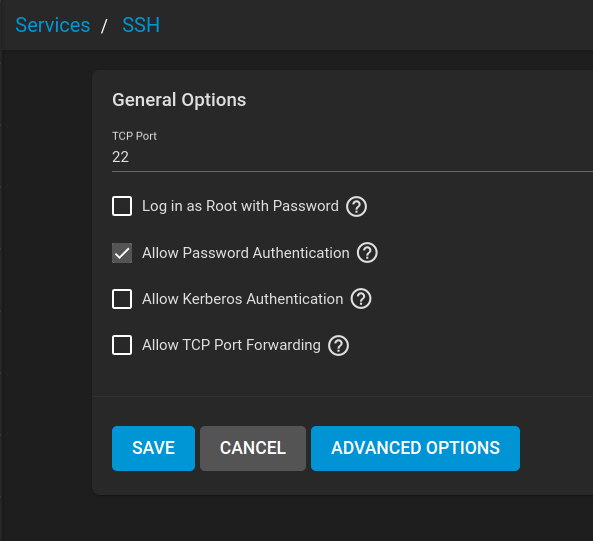 Services / SSH
General Options
TCP Port
22
Log in as Root with Password ?
Allow Password Authentication ?
Allow Kerberos Authentication ?
Allow TCP Port Forwarding ?
SAVE CANCEL ADVANCED OPTIONS